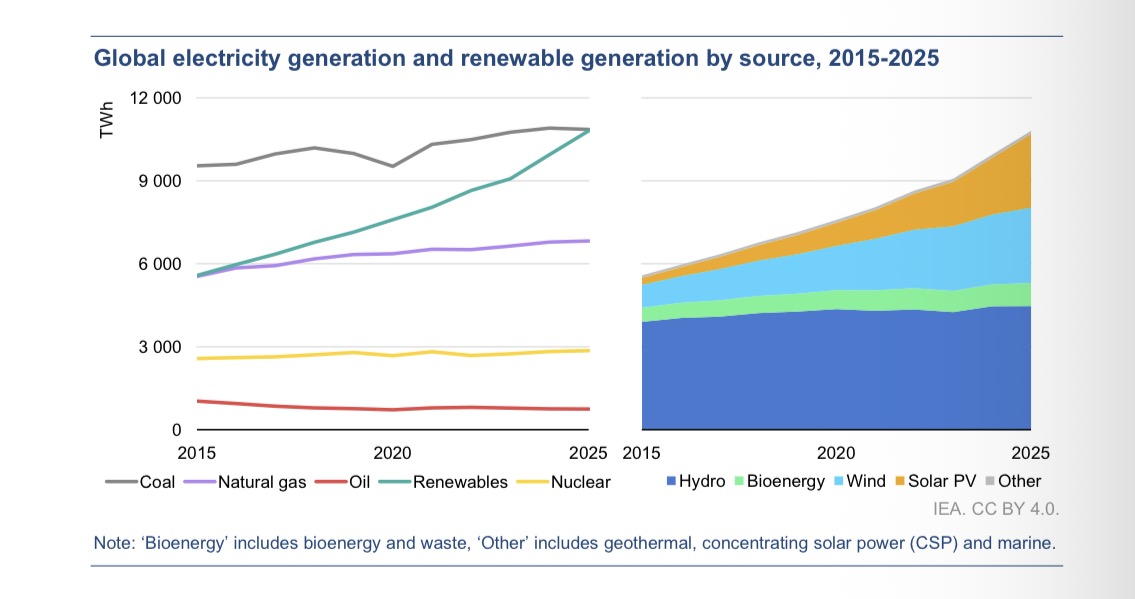 Global electricity generation and renewable generation by source, 2015-2025
TWh
12 000
9 000
6 000
3 000
0
2015 2020 2025
Coal Natural gas Oil Renewables Nuclear
2015 2020 2025
Hydro Bioenergy Wind Solar PV Other
IEA. CC BY 4.0.
Note: ‘Bioenergy’ includes bioenergy and waste, ‘Other’ includes geothermal, concentrating solar power (CSP) and marine.